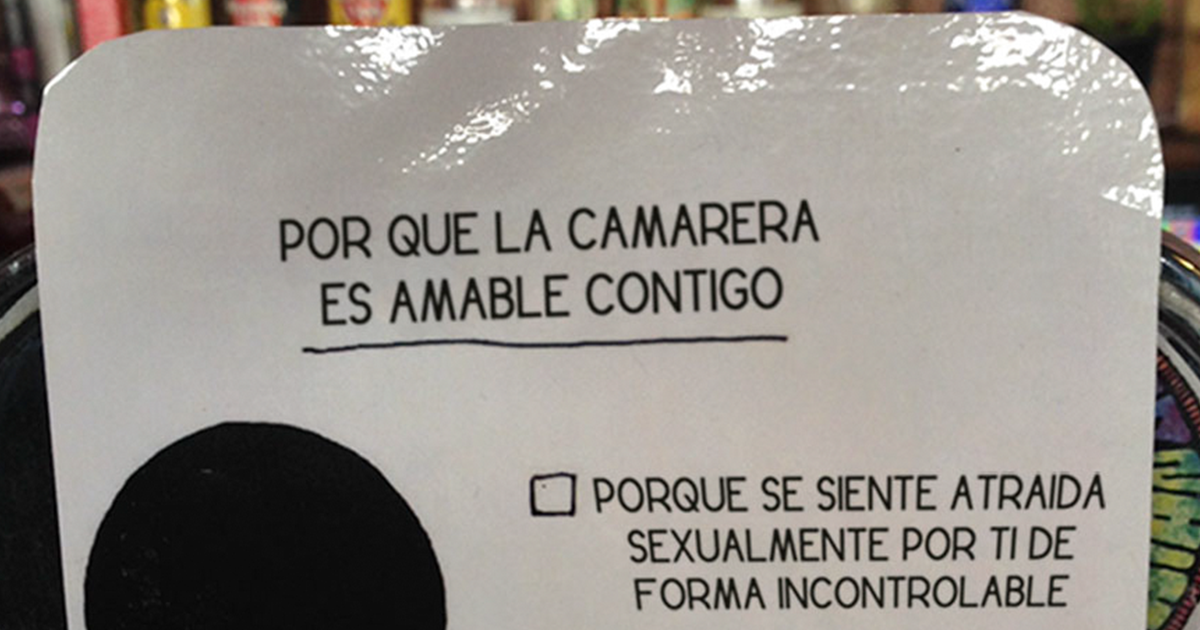 POR QUE LA CAMARERA
ES AMABLE CONTIGO
PORQUE SE SIENTE ATRAIDA
SEXUALMENTE POR TI DE
FORMA INCONTROLABLE